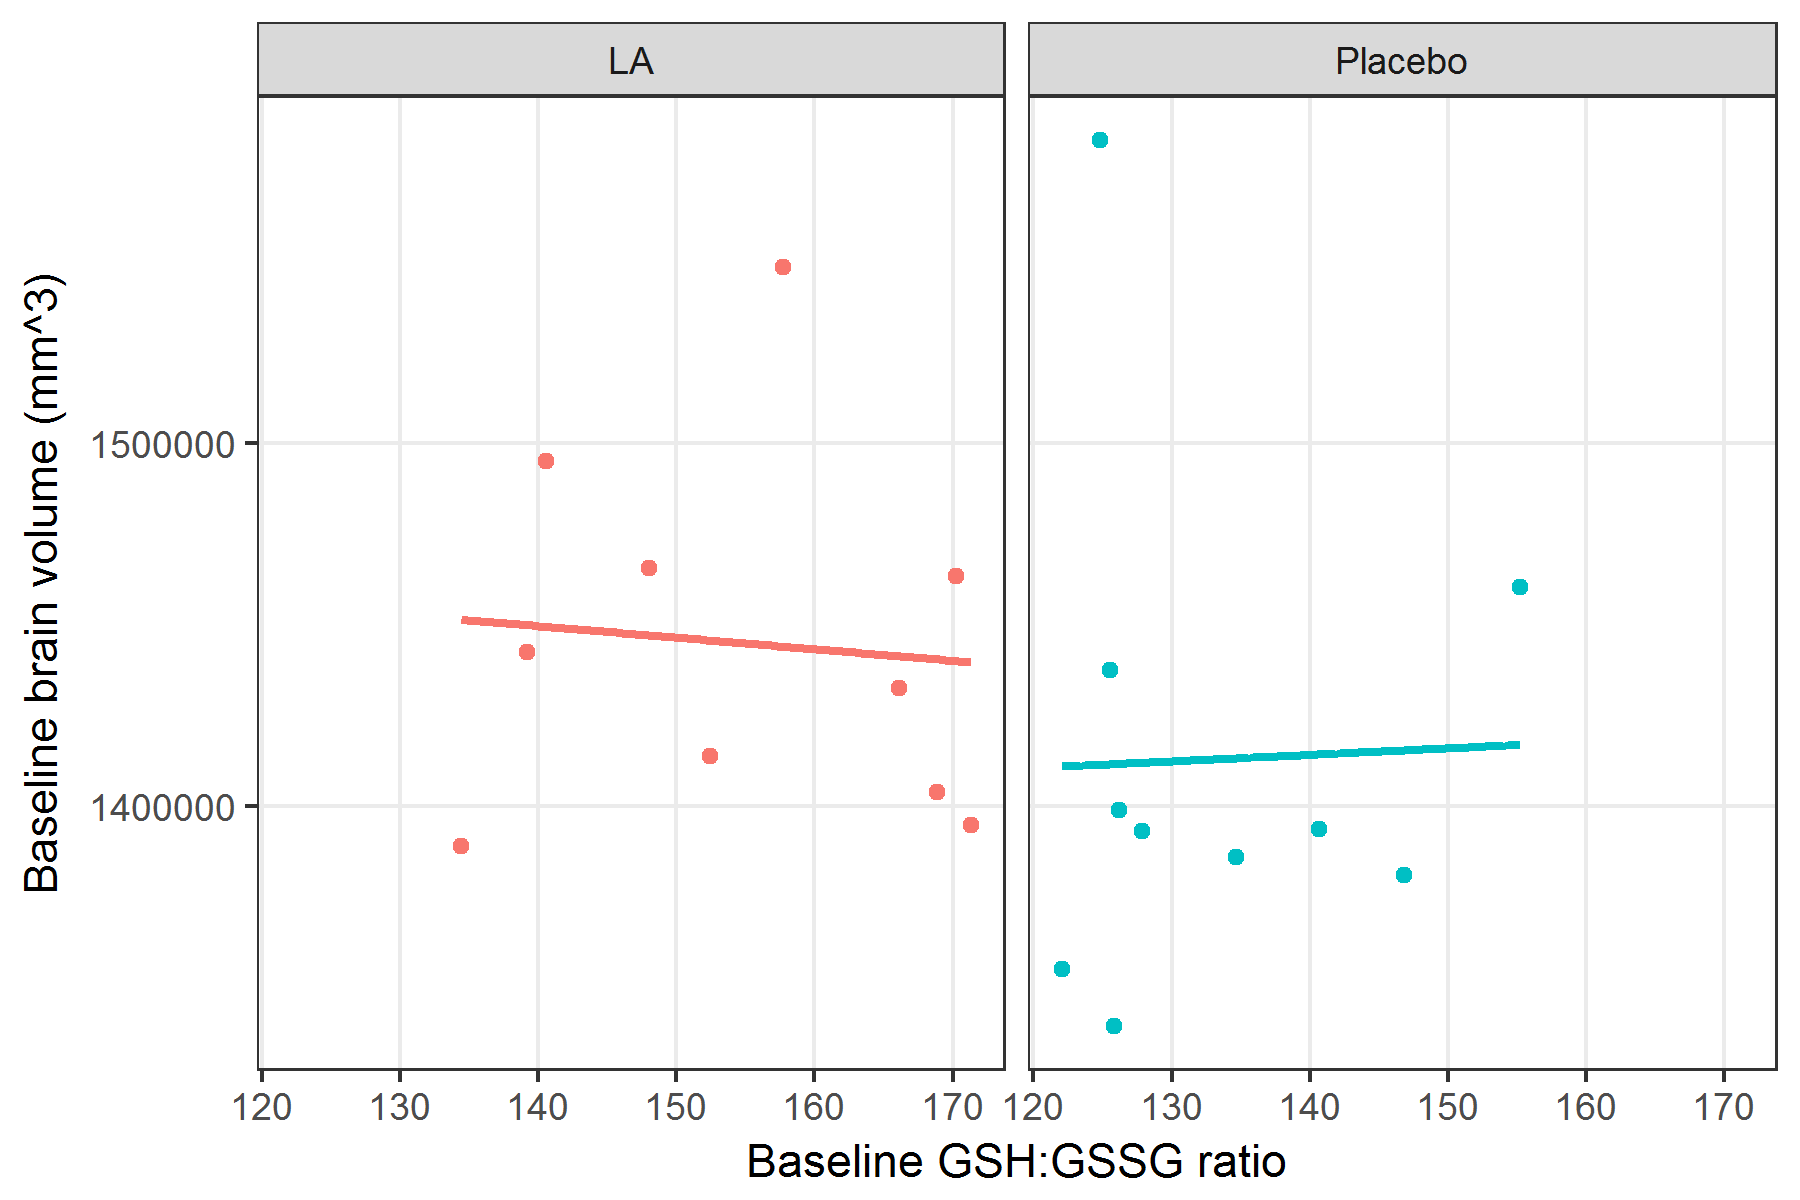 LA
Placebo
Baseline brain volume (mm^3)
1500000
1400000
120 130 140 150 160 170
120 130 140 150 160 170
Baseline GSH:GSSG ratio